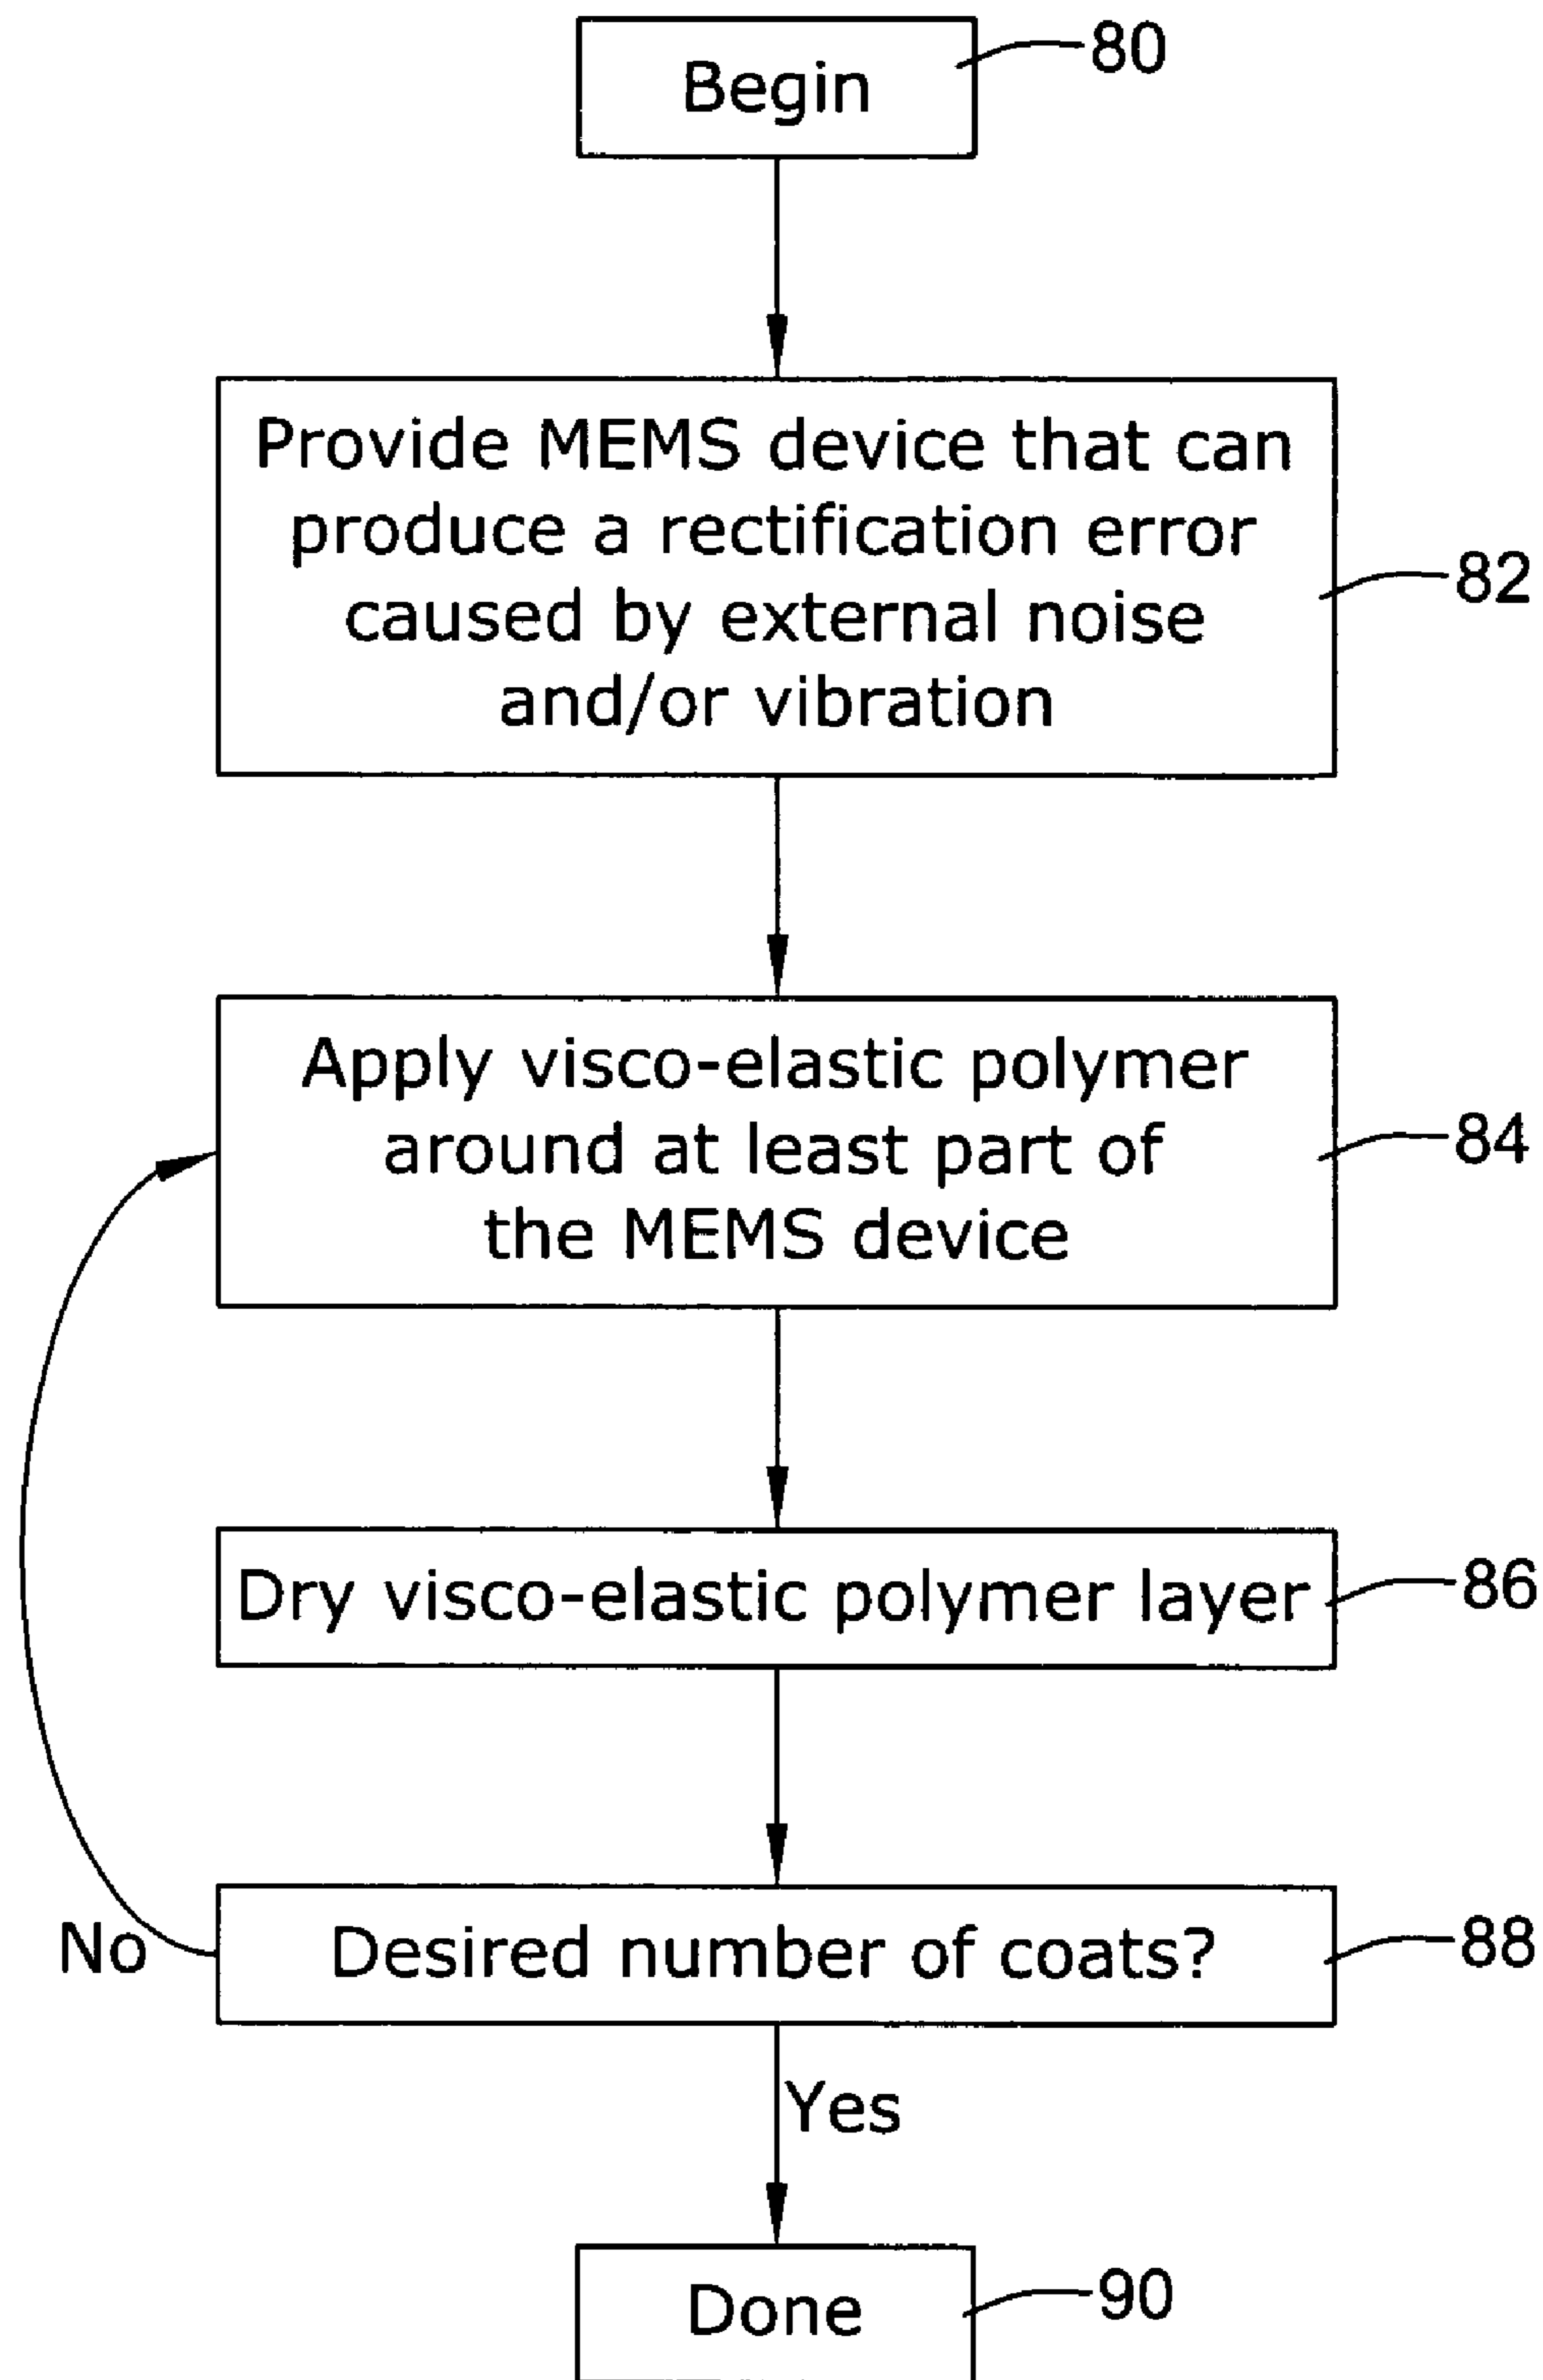 Begin
80
Provide MEMS device that can
produce a rectification error
caused by external noise
and/or vibration
82
Apply visco-elastic polymer
around at least part of
the MEMS device
84
Dry visco-elastic polymer layer
86
Desired number of coats?
88
No
Yes
Done
90